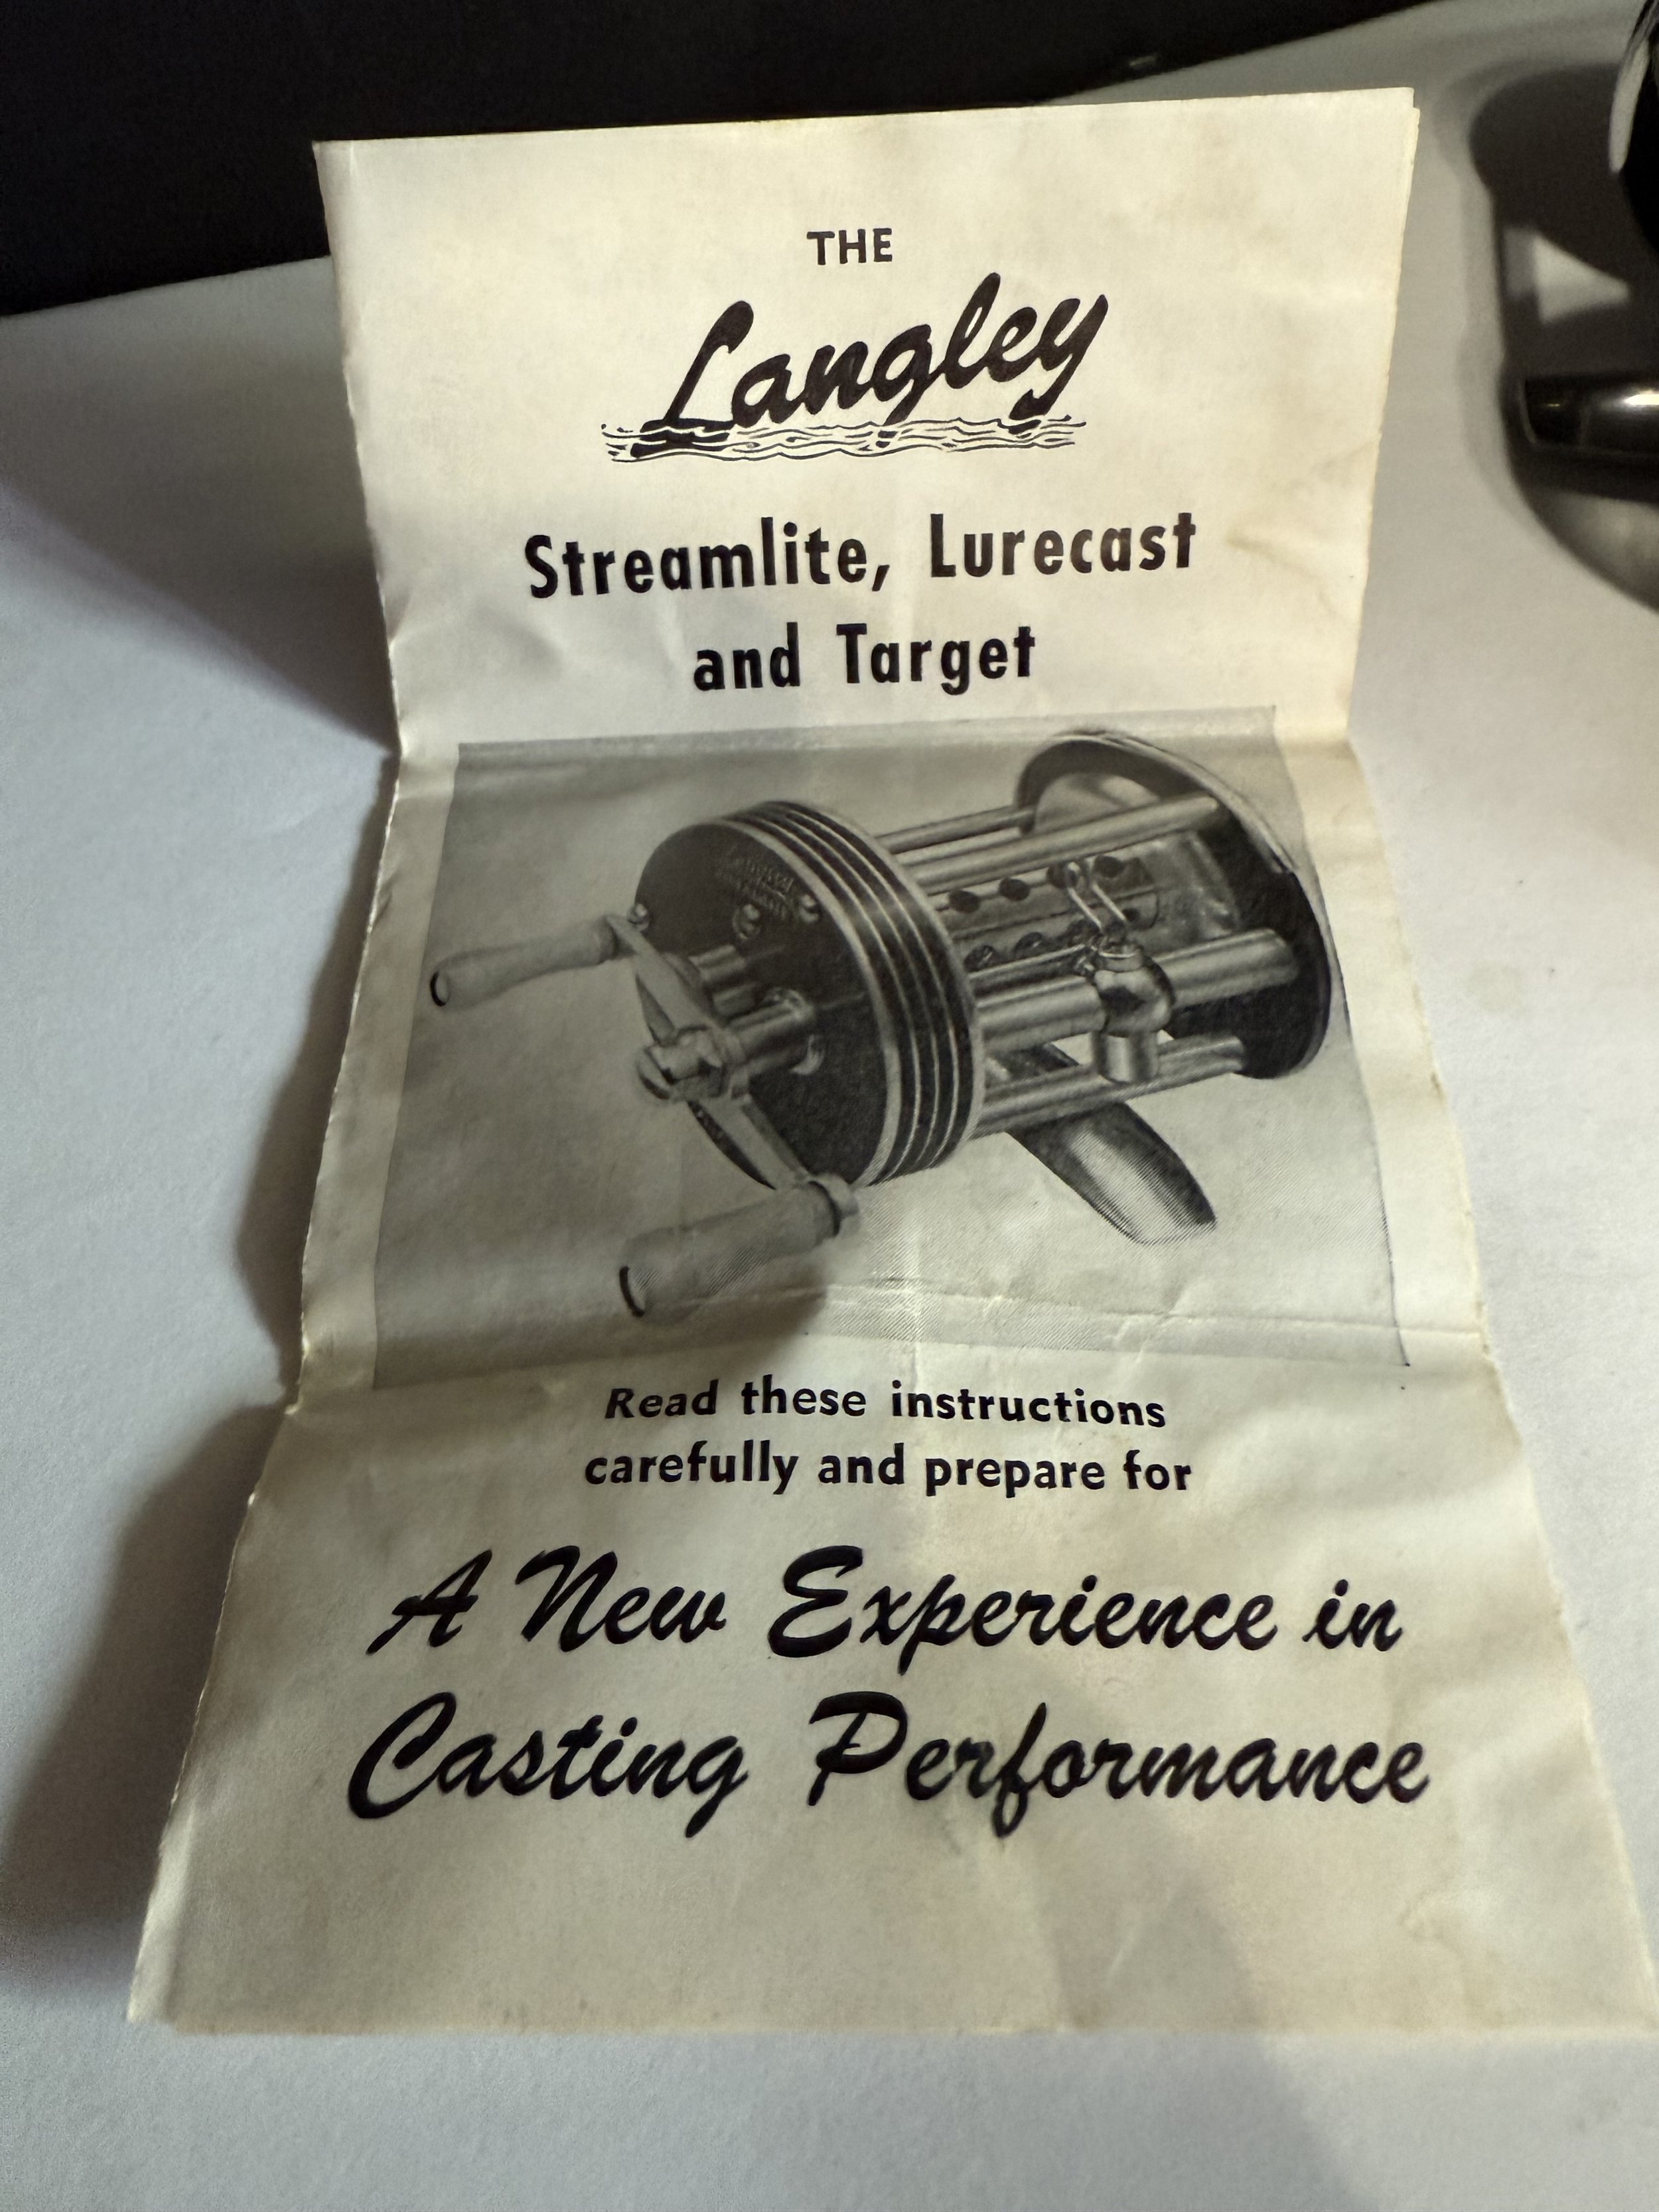 THE
Langley
Streamlite, Lurecast
and Target
Read these instructions
carefully and prepare for
A New Experience in
Casting Performance